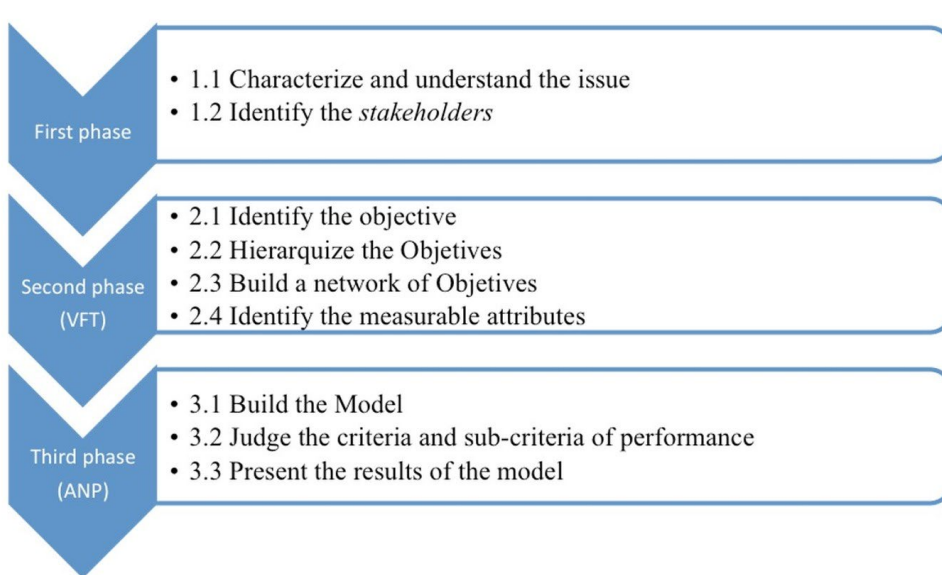 First phase
• 1.1 Characterize and understand the issue
• 1.2 Identify the stakeholders
Second phase
(VFT)
• 2.1 Identify the objective
• 2.2 Hierarquize the Objetives
• 2.3 Build a network of Objetives
• 2.4 Identify the measurable attributes
Third phase
(ANP)
• 3.1 Build the Model
• 3.2 Judge the criteria and sub-criteria of performance
• 3.3 Present the results of the model